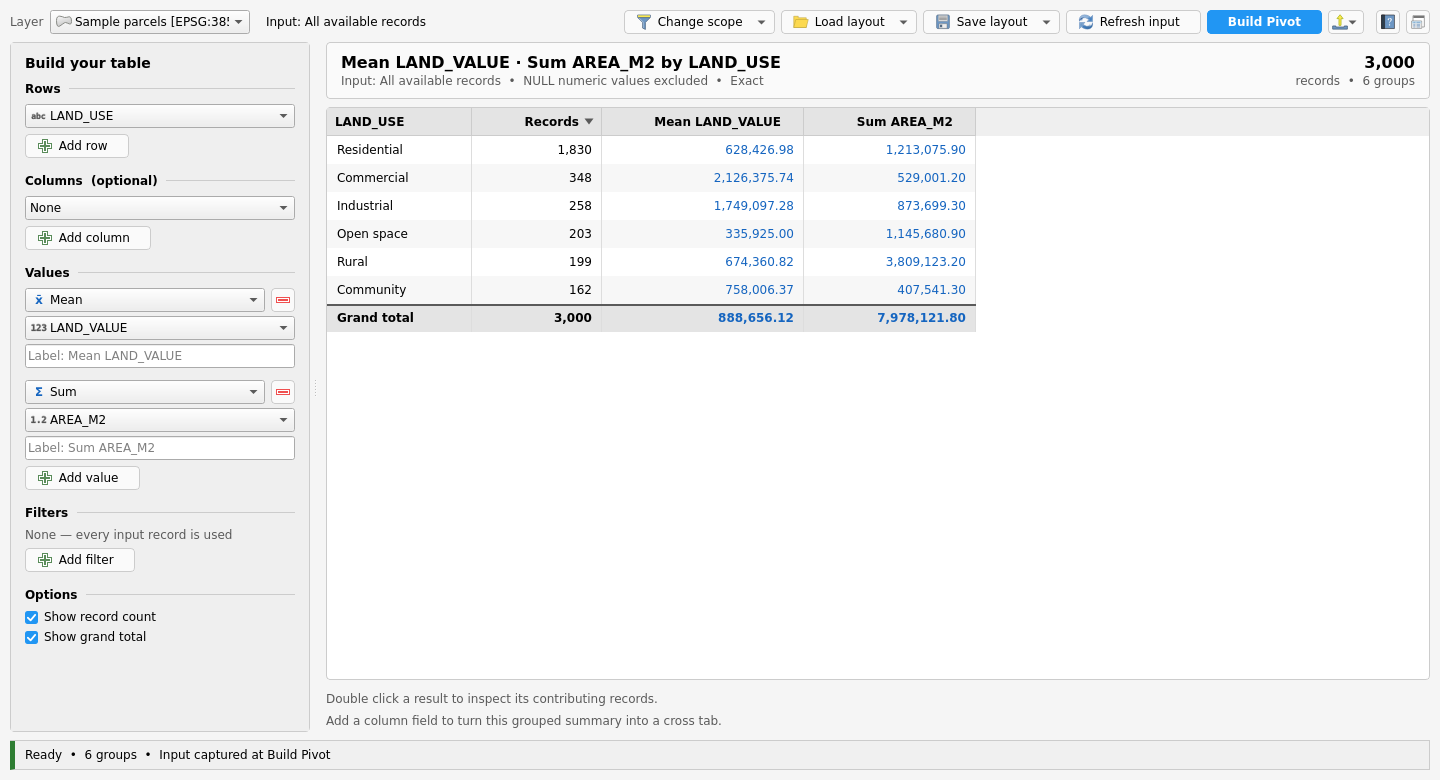 Layer Sample parcels [EPSG:385 Input: All available records Change scope Load layout Save layout Refresh input Build Pivot
Build your table
Rows
abc LAND_USE
Add row
Columns (optional)
None
Add column
Values
x̄ Mean
123 LAND_VALUE
Label: Mean LAND_VALUE
Σ Sum
1.2 AREA_M2
Label: Sum AREA_M2
Add value
Filters
None — every input record is used
Add filter
Options
Show record count
Show grand total
Mean LAND_VALUE · Sum AREA_M2 by LAND_USE 3,000
Input: All available records • NULL numeric values excluded • Exact records • 6 groups
LAND_USE Records Mean LAND_VALUE Sum AREA_M2
Residential 1,830 628,426.98 1,213,075.90
Commercial 348 2,126,375.74 529,001.20
Industrial 258 1,749,097.28 873,699.30
Open space 203 335,925.00 1,145,680.90
Rural 199 674,360.82 3,809,123.20
Community 162 758,006.37 407,541.30
Grand total 3,000 888,656.12 7,978,121.80
Double click a result to inspect its contributing records.
Add a column field to turn this grouped summary into a cross tab.
Ready • 6 groups • Input captured at Build Pivot